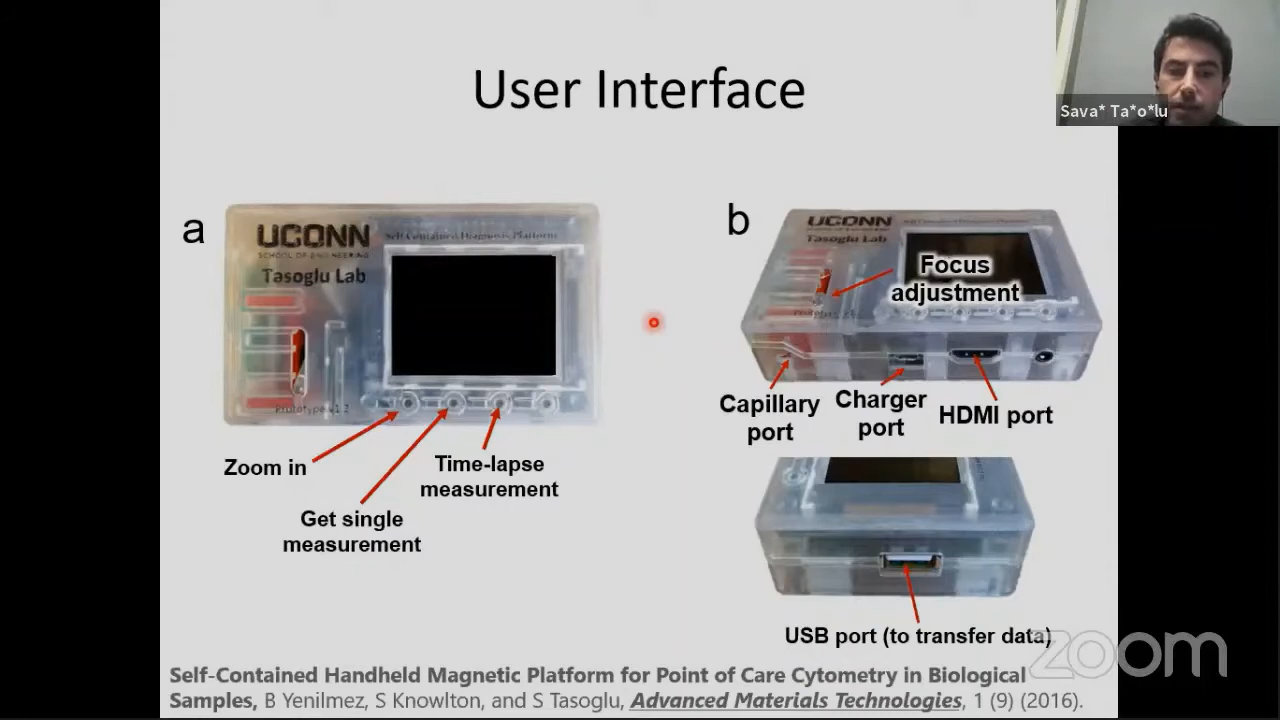 User Interface
Sava* Ta*o*lu
a
UCONN
SCHOOL OF ENGINEERING
Self Contained Diagnosis Platform
Tasoglu Lab
Prototype v1.2
Zoom in
Time-lapse
measurement
Get single
measurement
b
UCONN
SCHOOL OF ENGINEERING
Tasoglu Lab
Focus
adjustment
Capillary
port
Charger
port
HDMI port
USB port (to transfer data)
zoom
Self-Contained Handheld Magnetic Platform for Point of Care Cytometry in Biological
Samples, B Yenilmez, S Knowlton, and S Tasoglu, Advanced Materials Technologies, 1 (9) (2016).